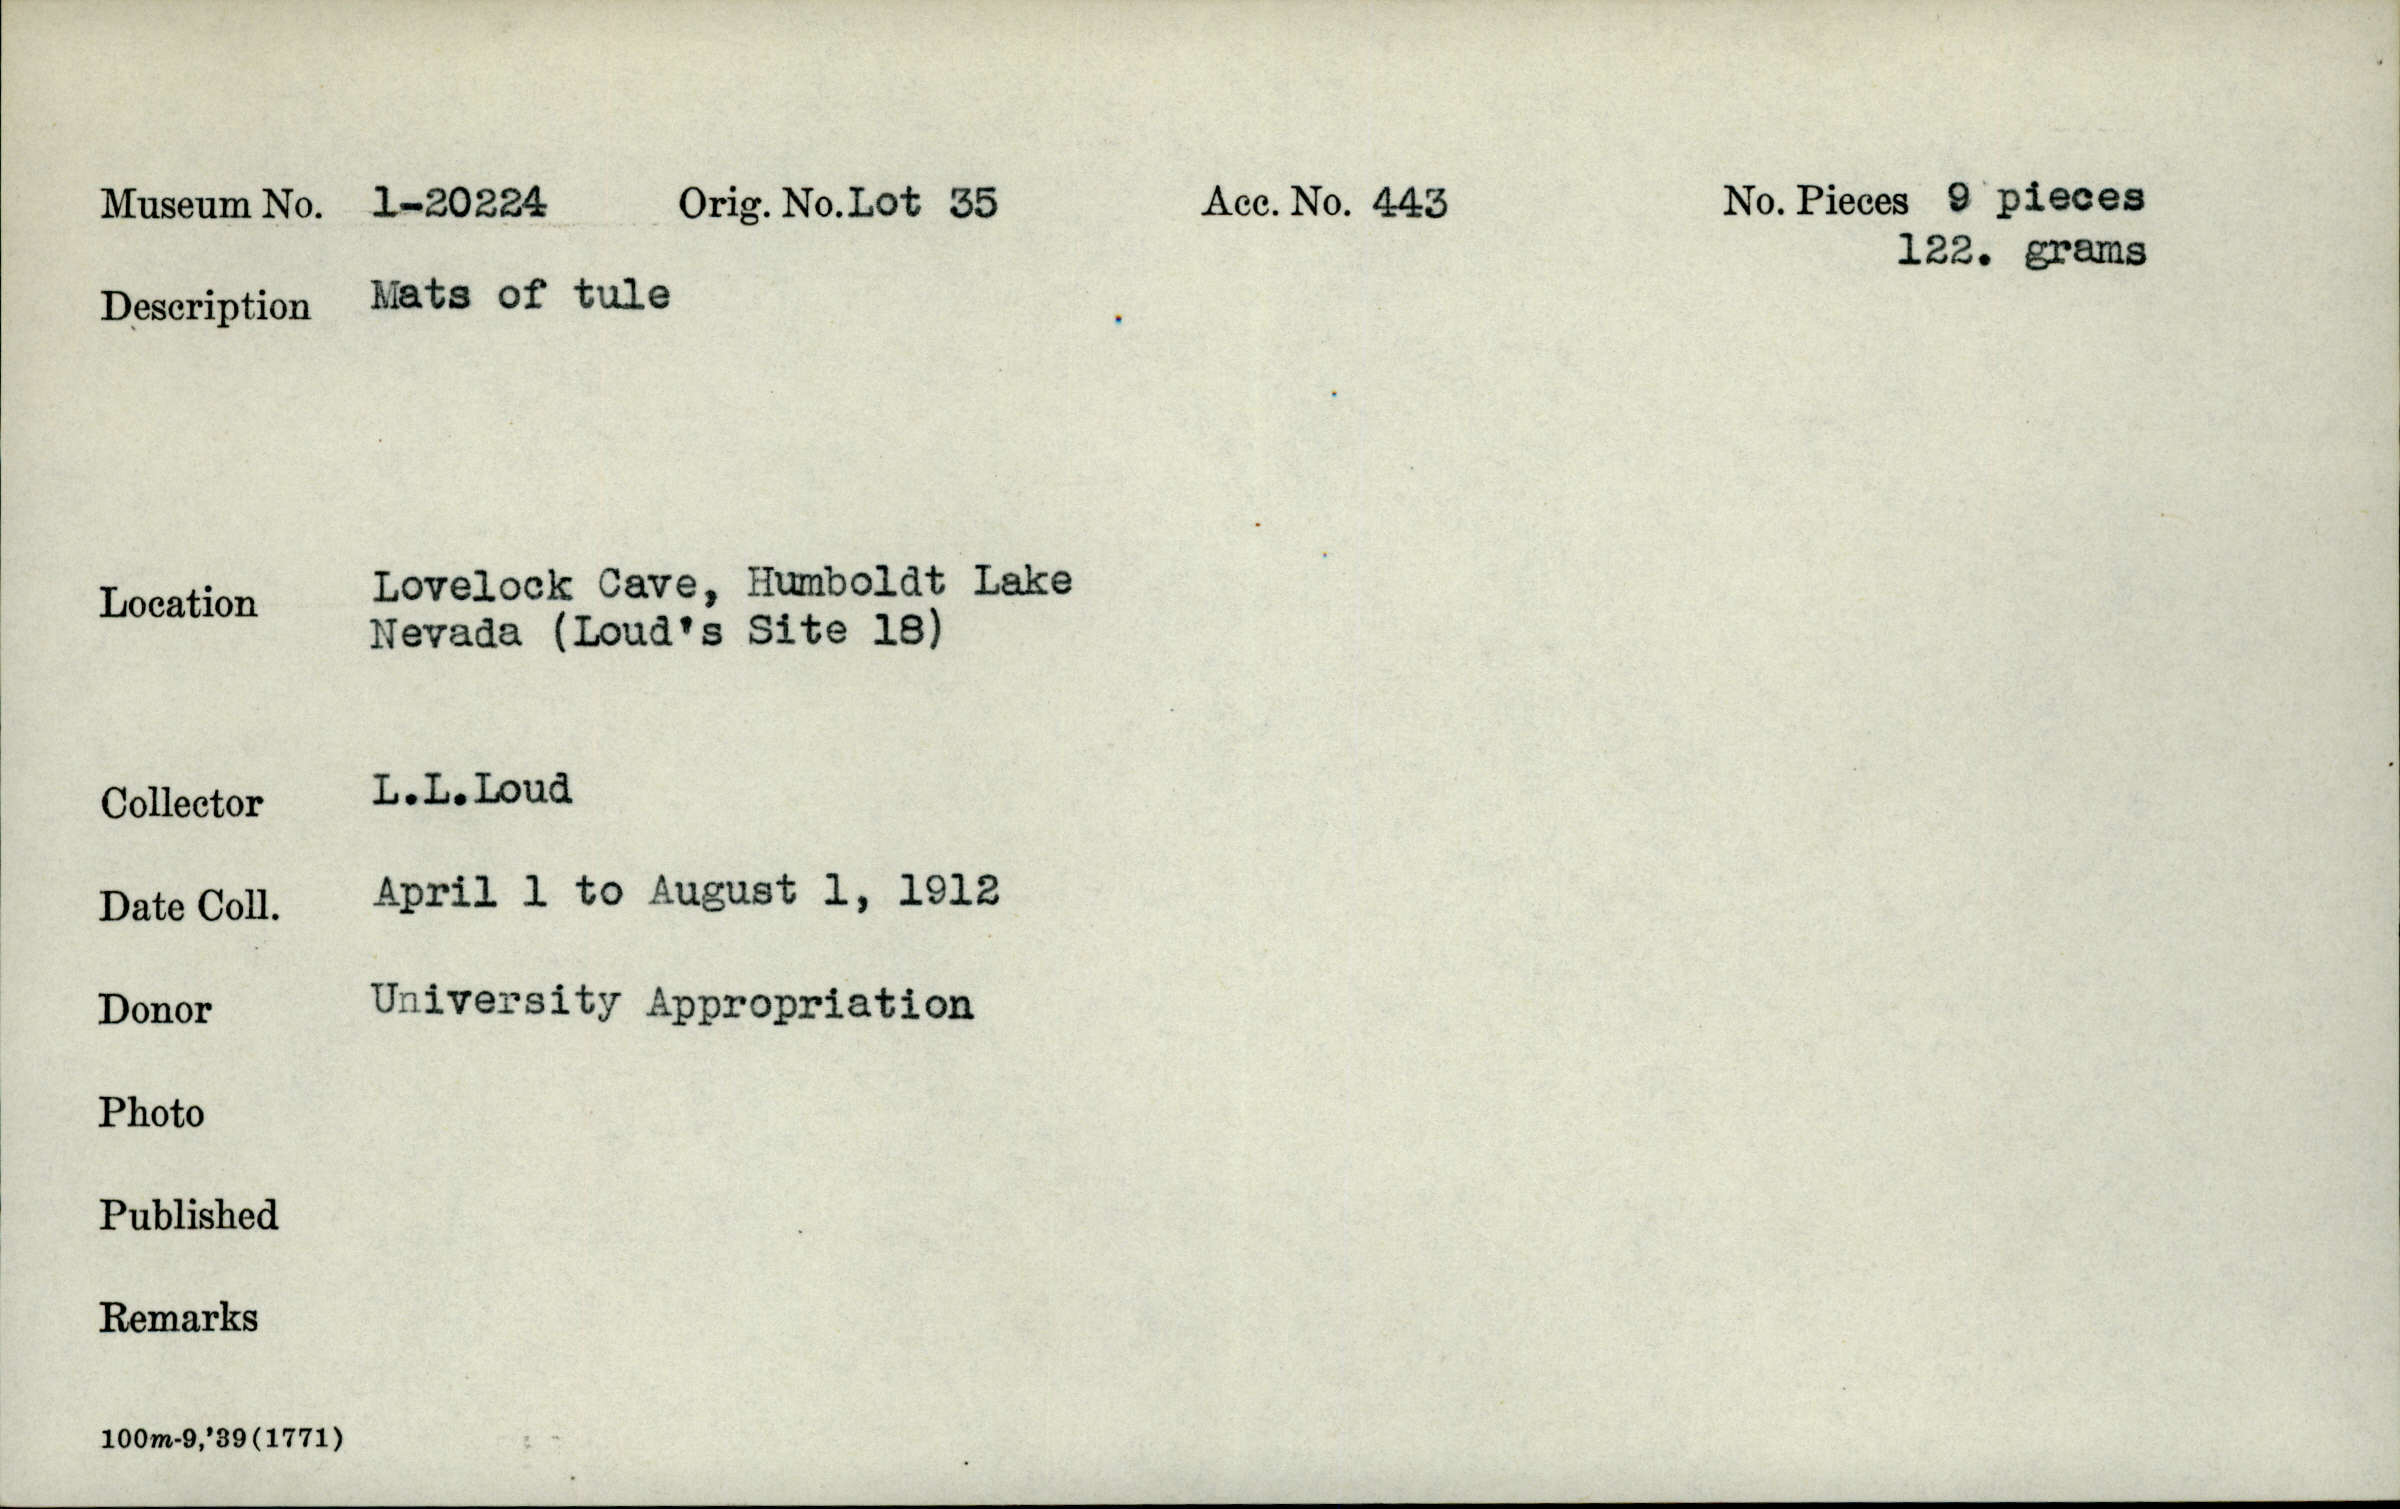 Museum No. 1-20224 Orig. No. Lot 35 Acc. No. 443 No. Pieces 9 pieces
122. grams
Description Mats of tule
Location Lovelock Cave, Humboldt Lake
Nevada (Loud's Site 18)
Collector L.L.Loud
Date Coll. April 1 to August 1, 1912
Donor University Appropriation
Photo
Published
Remarks
100m-9,'39(1771)